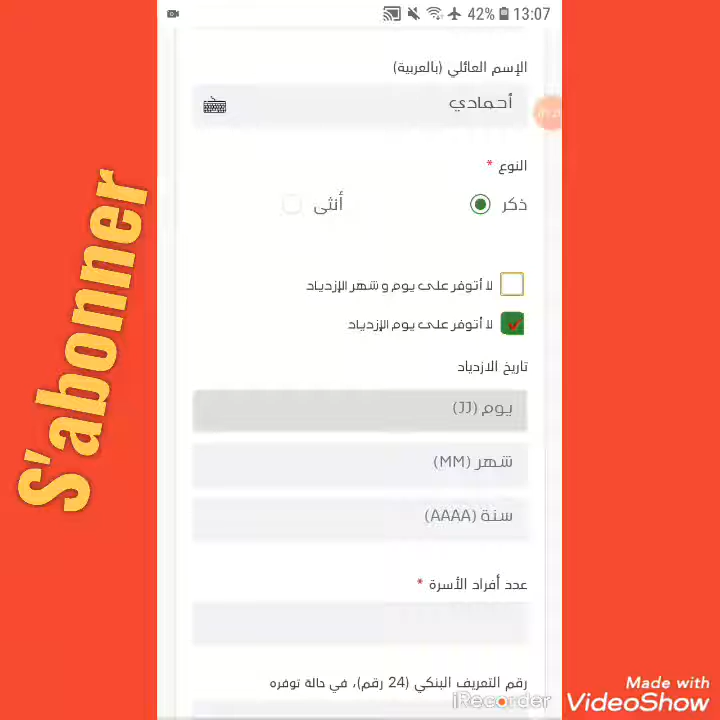 42% 13:07
الإسم العائلي (بالعربية)
أحمادي
النوع *
ذكر
أنثى
لا أتوفر على يوم و شهر الإزدياد
لا أتوفر على يوم الإزدياد
تاريخ الازدياد
يوم (JJ)
شهر (MM)
سنة (AAAA)
عدد أفراد الأسرة *
رقم التعريف البنكي (24 رقم)، في حالة توفره
S'abonner
iRecorder
Made with
VideoShow